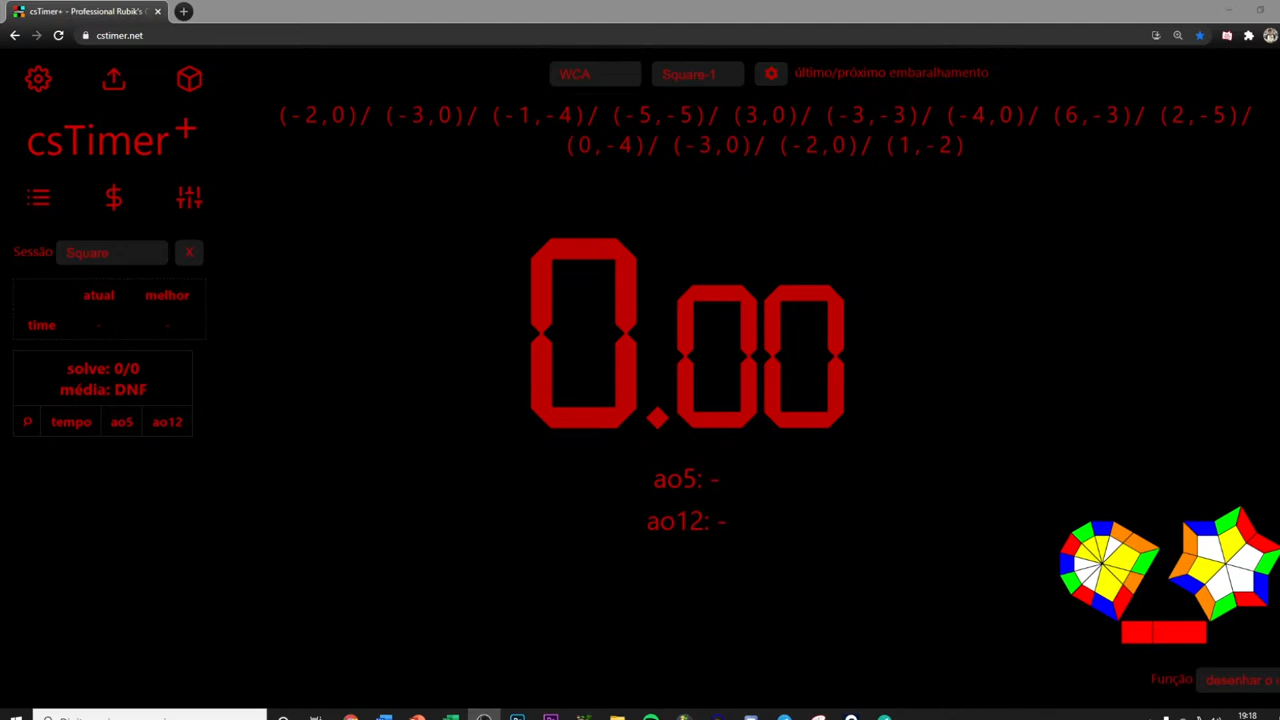 csTimer+ - Professional Rubik's
cstimer.net
WCA
Square-1
último/próximo embaralhamento
(-2,0)/ (-3,0)/ (-1,-4)/ (-5,-5)/ (3,0)/ (-3,-3)/ (-4,0)/ (6,-3)/ (2,-5)/
(0,-4)/ (-3,0)/ (-2,0)/ (1,-2)
csTimer+
Sessão Square X
atual melhor
time - -
solve: 0/0
média: DNF
tempo ao5 ao12
0.00
ao5: -
ao12: -
Função desenhar o
19:18